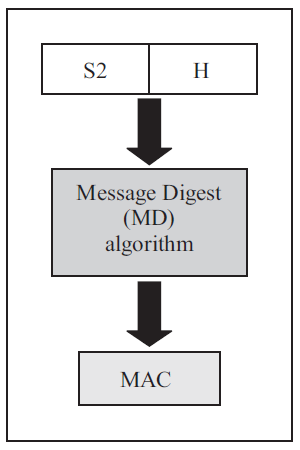 S2 H
Message Digest
(MD)
algorithm
MAC